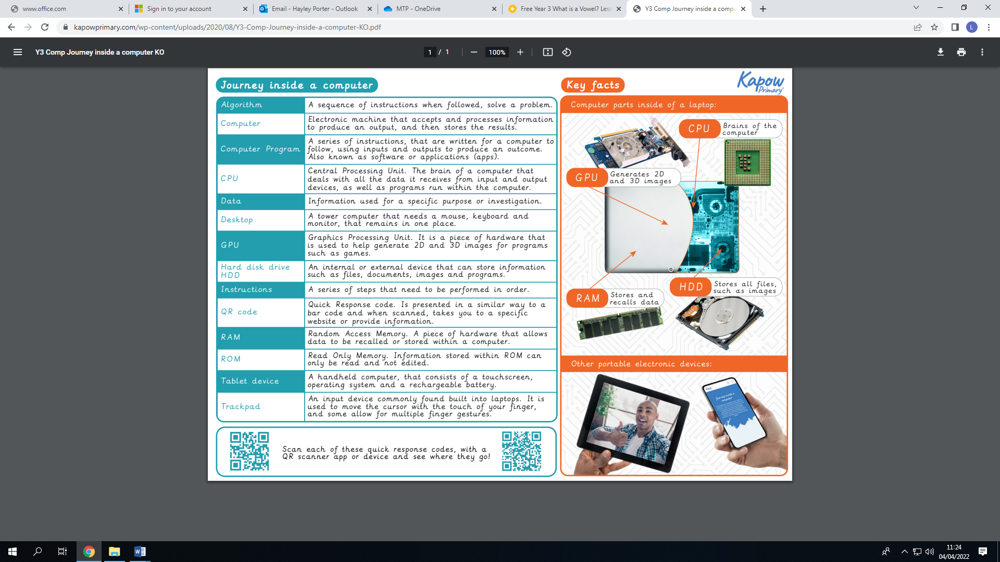 www.office.com
Sign in to your account
Email - Hayley Porter - Outlook
MTP - OneDrive
Free Year 3 What is a Vowel? Less
Y3 Comp Journey inside a compu
kapowprimary.com/wp-content/uploads/2020/08/Y3-Comp-Journey-inside-a-computer-KO.pdf
L
Y3 Comp Journey inside a computer KO
1 / 1
100%
Journey inside a computer
Algorithm
A sequence of instructions when followed, solve a problem.
Computer
Electronic machine that accepts and processes information
to produce an output, and then stores the results.
Computer Program
A series of instructions, that are written for a computer to
follow, using inputs and outputs to produce an outcome.
Also known as software or applications (apps).
CPU
Central Processing Unit. The brain of a computer that
deals with all the data it receives from input and output
devices, as well as programs run within the computer.
Data
Information used for a specific purpose or investigation.
Desktop
A tower computer that needs a mouse, keyboard and
monitor, that remains in one place.
GPU
Graphics Processing Unit. It is a piece of hardware that
is used to help generate 2D and 3D images for programs
such as games.
Hard disk drive
HDD
An internal or external device that can store information
such as files, documents, images and programs.
Instructions
A series of steps that need to be performed in order.
QR code
Quick Response code. Is presented in a similar way to a
bar code and when scanned, takes you to a specific
website or provide information.
RAM
Random Access Memory. A piece of hardware that allows
data to be recalled or stored within a computer.
ROM
Read Only Memory. Information stored within ROM can
only be read and not edited.
Tablet device
A handheld computer, that consists of a touchscreen,
operating system and a rechargeable battery.
Trackpad
An input device commonly found built into laptops. It is
used to move the cursor with the touch of your finger,
and some allow for multiple finger gestures.
Scan each of these quick response codes, with a
QR scanner app or device and see where they go!
Key facts
Kapow
Primary™
Computer parts inside of a laptop:
CPU
Brains of the
computer
GPU
Generates 2D
and 3D images
HDD
Stores all files,
such as images
RAM
Stores and
recalls data
Other portable electronic devices:
Kapow
Journey inside a
computer
11:24
04/04/2022